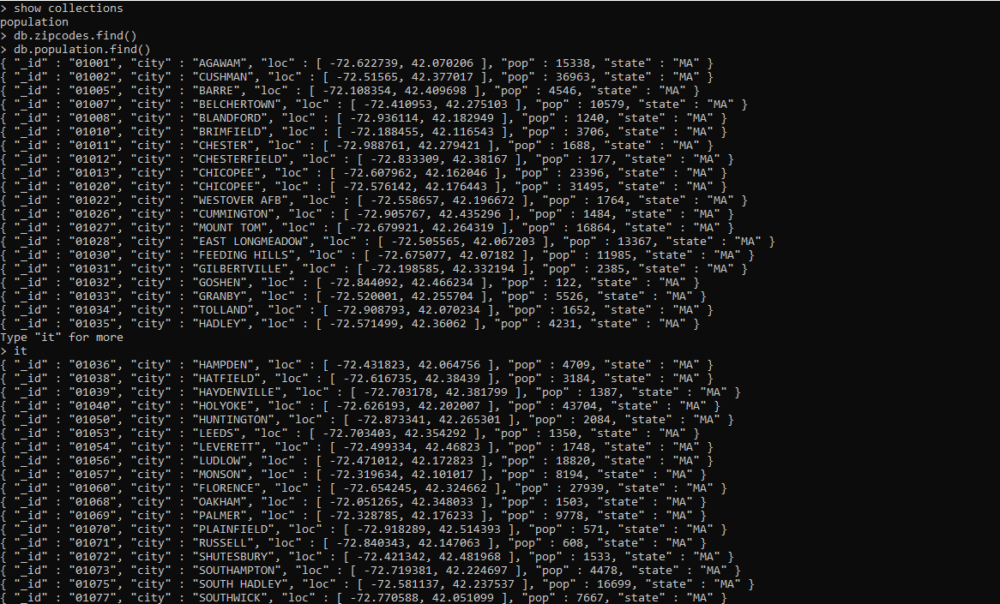 > show collections
population
> db.zipcodes.find()
> db.population.find()
{ "_id" : "01001", "city" : "AGAWAM", "loc" : [ -72.622739, 42.070206 ], "pop" : 15338, "state" : "MA" }
{ "_id" : "01002", "city" : "CUSHMAN", "loc" : [ -72.51565, 42.377017 ], "pop" : 36963, "state" : "MA" }
{ "_id" : "01005", "city" : "BARRE", "loc" : [ -72.108354, 42.409698 ], "pop" : 4546, "state" : "MA" }
{ "_id" : "01007", "city" : "BELCHERTOWN", "loc" : [ -72.410953, 42.275103 ], "pop" : 10579, "state" : "MA" }
{ "_id" : "01008", "city" : "BLANDFORD", "loc" : [ -72.936114, 42.182949 ], "pop" : 1240, "state" : "MA" }
{ "_id" : "01010", "city" : "BRIMFIELD", "loc" : [ -72.188455, 42.116543 ], "pop" : 3706, "state" : "MA" }
{ "_id" : "01011", "city" : "CHESTER", "loc" : [ -72.988761, 42.279421 ], "pop" : 1688, "state" : "MA" }
{ "_id" : "01012", "city" : "CHESTERFIELD", "loc" : [ -72.833309, 42.38167 ], "pop" : 177, "state" : "MA" }
{ "_id" : "01013", "city" : "CHICOPEE", "loc" : [ -72.607962, 42.162046 ], "pop" : 23396, "state" : "MA" }
{ "_id" : "01020", "city" : "CHICOPEE", "loc" : [ -72.576142, 42.176443 ], "pop" : 31495, "state" : "MA" }
{ "_id" : "01022", "city" : "WESTOVER AFB", "loc" : [ -72.558657, 42.196672 ], "pop" : 1764, "state" : "MA" }
{ "_id" : "01026", "city" : "CUMMINGTON", "loc" : [ -72.905767, 42.435296 ], "pop" : 1484, "state" : "MA" }
{ "_id" : "01027", "city" : "MOUNT TOM", "loc" : [ -72.679921, 42.264319 ], "pop" : 16864, "state" : "MA" }
{ "_id" : "01028", "city" : "EAST LONGMEADOW", "loc" : [ -72.505565, 42.067203 ], "pop" : 13367, "state" : "MA" }
{ "_id" : "01030", "city" : "FEEDING HILLS", "loc" : [ -72.675077, 42.07182 ], "pop" : 11985, "state" : "MA" }
{ "_id" : "01031", "city" : "GILBERTVILLE", "loc" : [ -72.198585, 42.332194 ], "pop" : 2385, "state" : "MA" }
{ "_id" : "01032", "city" : "GOSHEN", "loc" : [ -72.844092, 42.466234 ], "pop" : 122, "state" : "MA" }
{ "_id" : "01033", "city" : "GRANBY", "loc" : [ -72.520001, 42.255704 ], "pop" : 5526, "state" : "MA" }
{ "_id" : "01034", "city" : "TOLLAND", "loc" : [ -72.908793, 42.070234 ], "pop" : 1652, "state" : "MA" }
{ "_id" : "01035", "city" : "HADLEY", "loc" : [ -72.571499, 42.36062 ], "pop" : 4231, "state" : "MA" }
Type "it" for more
> it
{ "_id" : "01036", "city" : "HAMPDEN", "loc" : [ -72.431823, 42.064756 ], "pop" : 4709, "state" : "MA" }
{ "_id" : "01038", "city" : "HATFIELD", "loc" : [ -72.616735, 42.38439 ], "pop" : 3184, "state" : "MA" }
{ "_id" : "01039", "city" : "HAYDENVILLE", "loc" : [ -72.703178, 42.381799 ], "pop" : 1387, "state" : "MA" }
{ "_id" : "01040", "city" : "HOLYOKE", "loc" : [ -72.626193, 42.202007 ], "pop" : 43704, "state" : "MA" }
{ "_id" : "01050", "city" : "HUNTINGTON", "loc" : [ -72.873341, 42.265301 ], "pop" : 2084, "state" : "MA" }
{ "_id" : "01053", "city" : "LEEDS", "loc" : [ -72.703403, 42.354292 ], "pop" : 1350, "state" : "MA" }
{ "_id" : "01054", "city" : "LEVERETT", "loc" : [ -72.499334, 42.46823 ], "pop" : 1748, "state" : "MA" }
{ "_id" : "01056", "city" : "LUDLOW", "loc" : [ -72.471012, 42.172823 ], "pop" : 18820, "state" : "MA" }
{ "_id" : "01057", "city" : "MONSON", "loc" : [ -72.319634, 42.101017 ], "pop" : 8194, "state" : "MA" }
{ "_id" : "01060", "city" : "FLORENCE", "loc" : [ -72.654245, 42.324662 ], "pop" : 27939, "state" : "MA" }
{ "_id" : "01068", "city" : "OAKHAM", "loc" : [ -72.051265, 42.348033 ], "pop" : 1503, "state" : "MA" }
{ "_id" : "01069", "city" : "PALMER", "loc" : [ -72.328785, 42.176233 ], "pop" : 9778, "state" : "MA" }
{ "_id" : "01070", "city" : "PLAINFIELD", "loc" : [ -72.918289, 42.514393 ], "pop" : 571, "state" : "MA" }
{ "_id" : "01071", "city" : "RUSSELL", "loc" : [ -72.840343, 42.147063 ], "pop" : 608, "state" : "MA" }
{ "_id" : "01072", "city" : "SHUTESBURY", "loc" : [ -72.421342, 42.481968 ], "pop" : 1533, "state" : "MA" }
{ "_id" : "01073", "city" : "SOUTHAMPTON", "loc" : [ -72.719381, 42.224697 ], "pop" : 4478, "state" : "MA" }
{ "_id" : "01075", "city" : "SOUTH HADLEY", "loc" : [ -72.581137, 42.237537 ], "pop" : 16699, "state" : "MA" }
{ "_id" : "01077", "city" : "SOUTHWICK", "loc" : [ -72.770588, 42.051099 ], "pop" : 7667, "state" : "MA" }